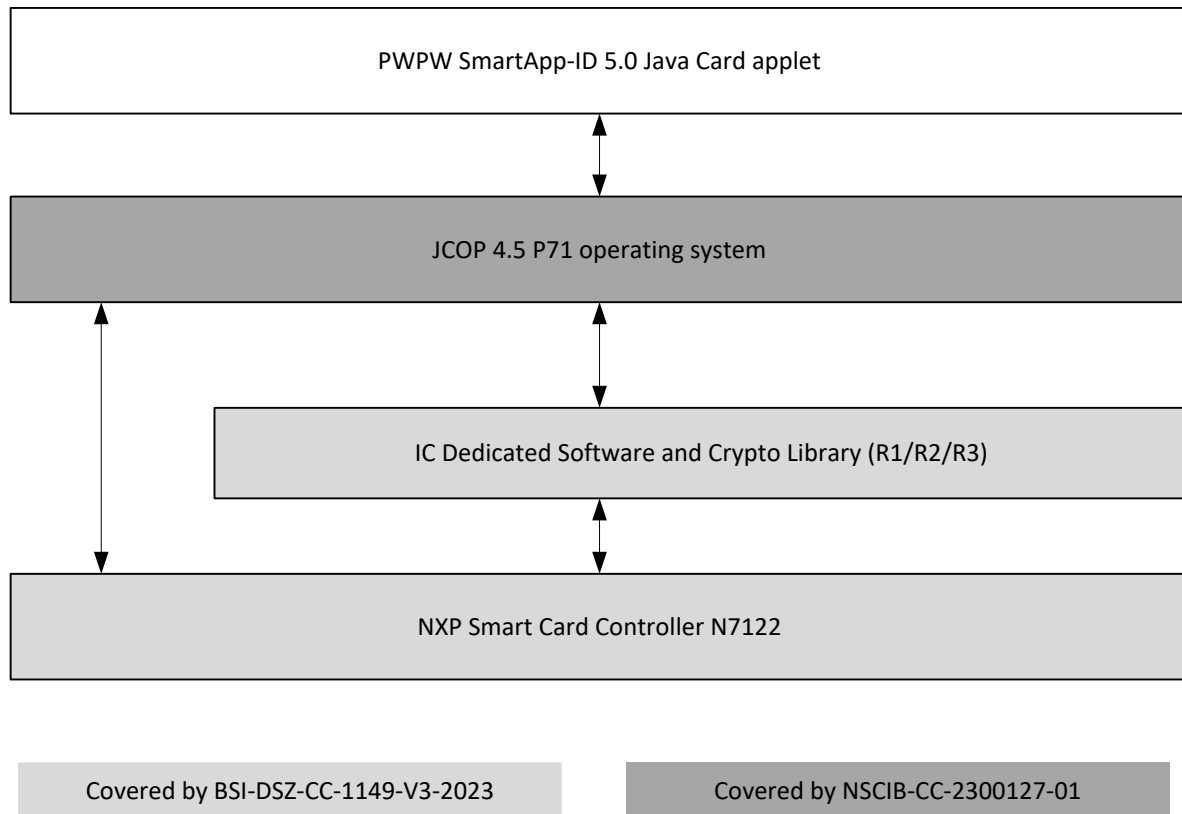 PWPW SmartApp-ID 5.0 Java Card applet
JCOP 4.5 P71 operating system
IC Dedicated Software and Crypto Library (R1/R2/R3)
NXP Smart Card Controller N7122
Covered by BSI-DSZ-CC-1149-V3-2023
Covered by NSCIB-CC-2300127-01